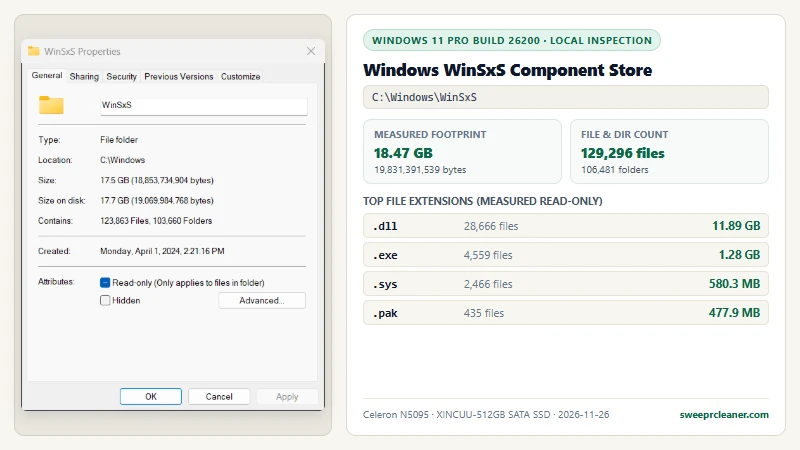 WinSxS Properties
General Sharing Security Previous Versions Customize
WinSxS
Type: File folder
Location: C:\Windows
Size: 17.5 GB (18,853,734,904 bytes)
Size on disk: 17.7 GB (19,069,984,768 bytes)
Contains: 123,863 Files, 103,660 Folders
Created: Monday, April 1, 2024, 2:21:16 PM
Attributes: Read-only (Only applies to files in folder)
Hidden
Advanced...
OK Cancel Apply
WINDOWS 11 PRO BUILD 26200 · LOCAL INSPECTION
Windows WinSxS Component Store
C:\Windows\WinSxS
MEASURED FOOTPRINT
18.47 GB
19,831,391,539 bytes
FILE & DIR COUNT
129,296 files
106,481 folders
TOP FILE EXTENSIONS (MEASURED READ-ONLY)
.dll 28,666 files 11.89 GB
.exe 4,559 files 1.28 GB
.sys 2,466 files 580.3 MB
.pak 435 files 477.9 MB
Celeron N5095 · XINCUU-512GB SATA SSD · 2026-11-26
sweeprcleaner.com